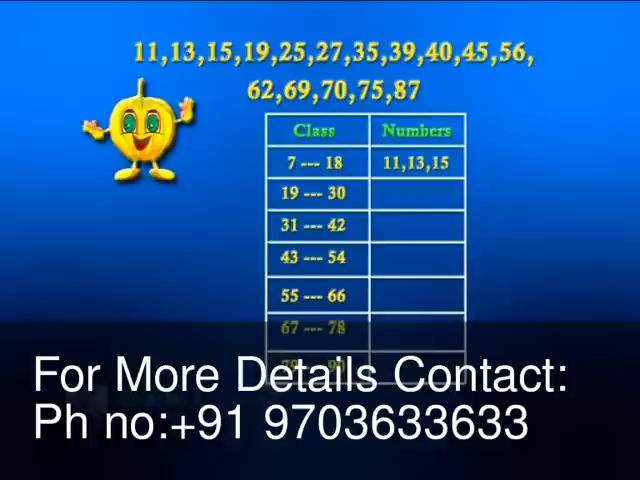 11,13,15,19,25,27,35,39,40,45,56,
62,69,70,75,87
Class Numbers
7 --- 18 11,13,15
19 --- 30
31 --- 42
43 --- 54
55 --- 66
67 --- 78
For More Details Contact:
Ph no:+91 9703633633